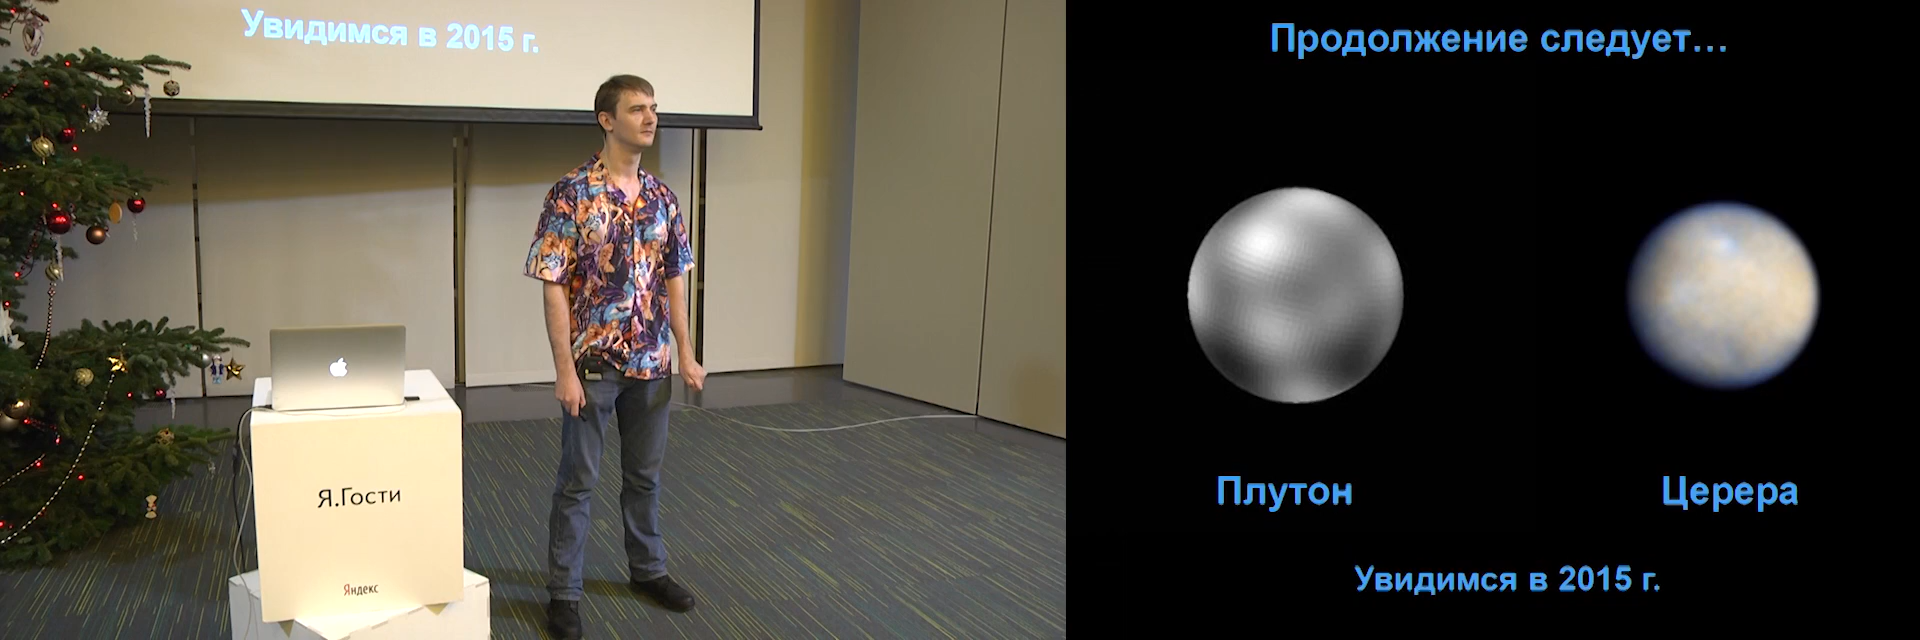 Увидимся в 2015 г.
Я.Гости
Яндекс
Продолжение следует...
Плутон
Церера
Увидимся в 2015 г.